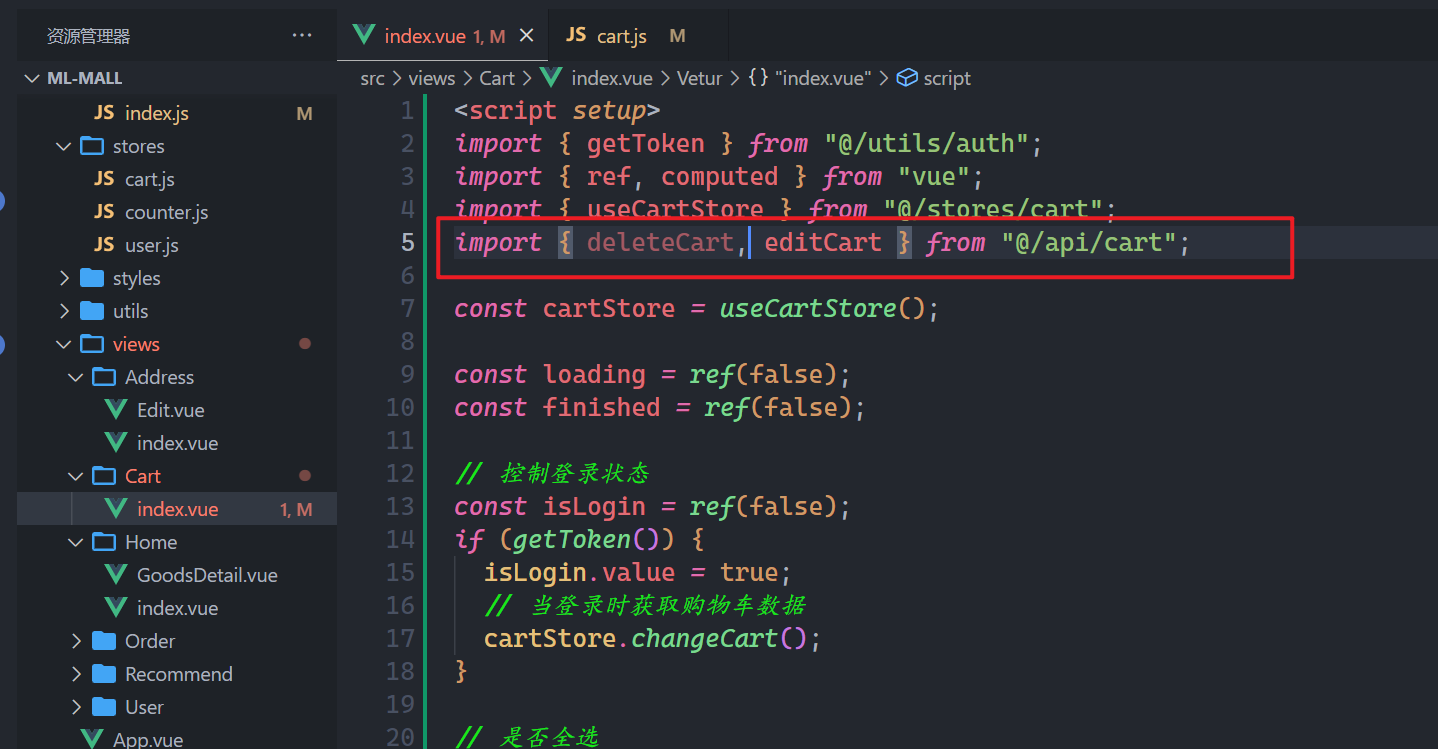 资源管理器 ···
ML-MALL
JS index.js M
stores
JS cart.js
JS counter.js
JS user.js
styles
utils
views
Address
Edit.vue
index.vue
Cart
index.vue 1, M
Home
GoodsDetail.vue
index.vue
Order
Recommend
User
App.vue
index.vue 1, M × JS cart.js M
src > views > Cart > index.vue > Vetur > {} "index.vue" > script
1 <script setup>
2 import { getToken } from "@/utils/auth";
3 import { ref, computed } from "vue";
4 import { useCartStore } from "@/stores/cart";
5 import { deleteCart, editCart } from "@/api/cart";
6
7 const cartStore = useCartStore();
8
9 const loading = ref(false);
10 const finished = ref(false);
11
12 // 控制登录状态
13 const isLogin = ref(false);
14 if (getToken()) {
15 isLogin.value = true;
16 // 当登录时获取购物车数据
17 cartStore.changeCart();
18 }
19
20 // 是否全选